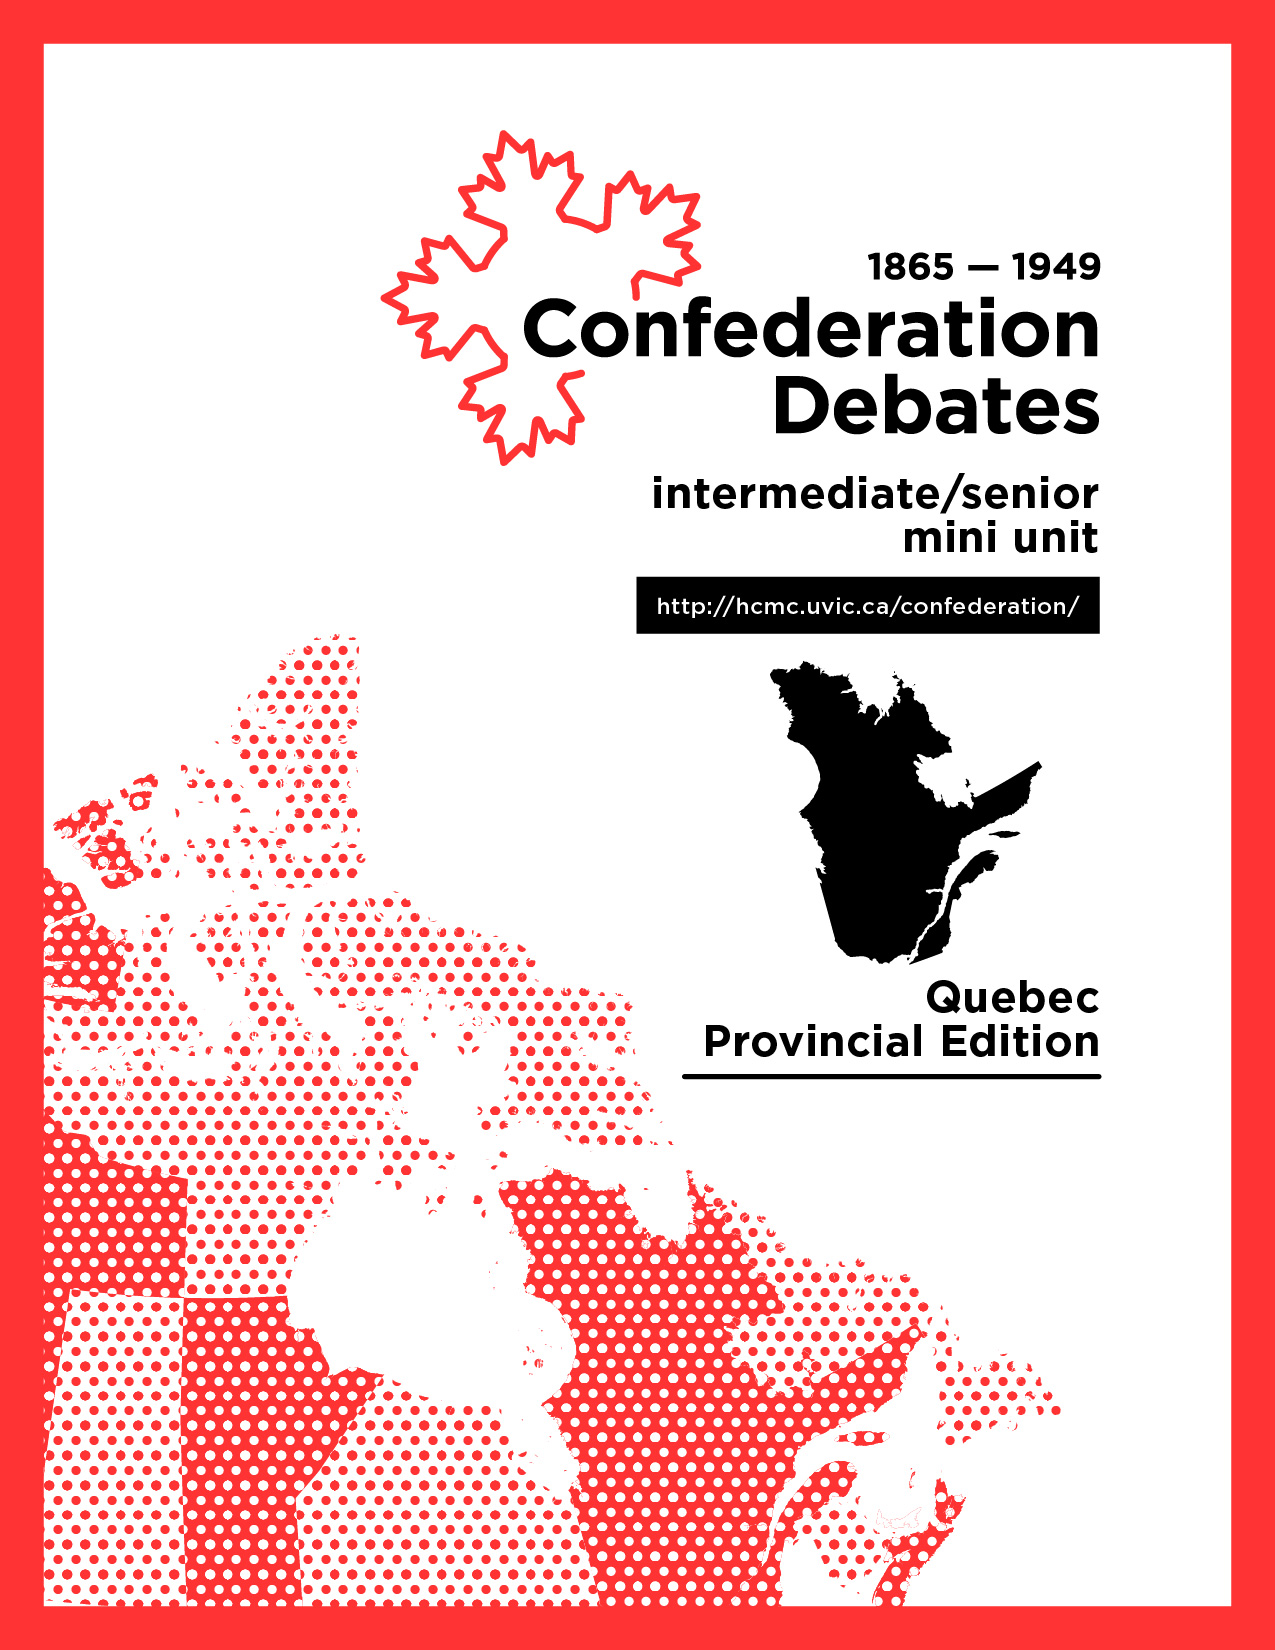 1865 — 1949
Confederation
Debates
intermediate/senior
mini unit
http://hcmc.uvic.ca/confederation/
Quebec
Provincial Edition